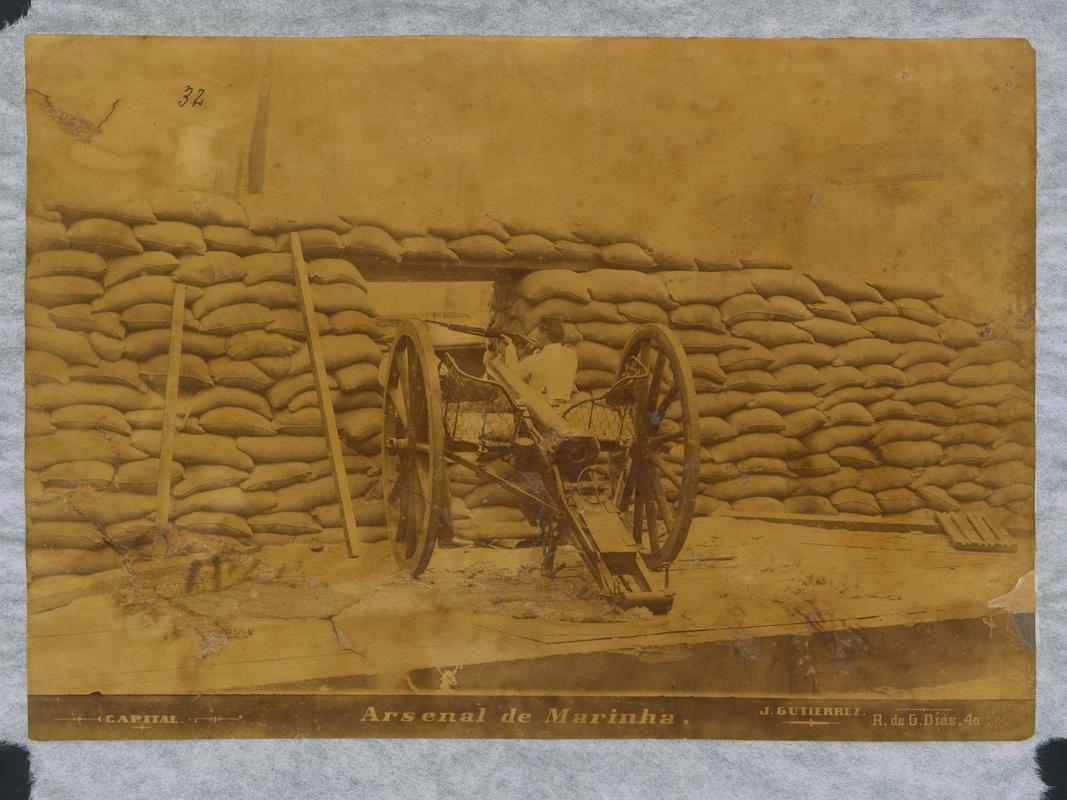 32
CAPITAL
Arsenal de Marinha.
J. GUTIERREZ.
R. de G. Dias. 40